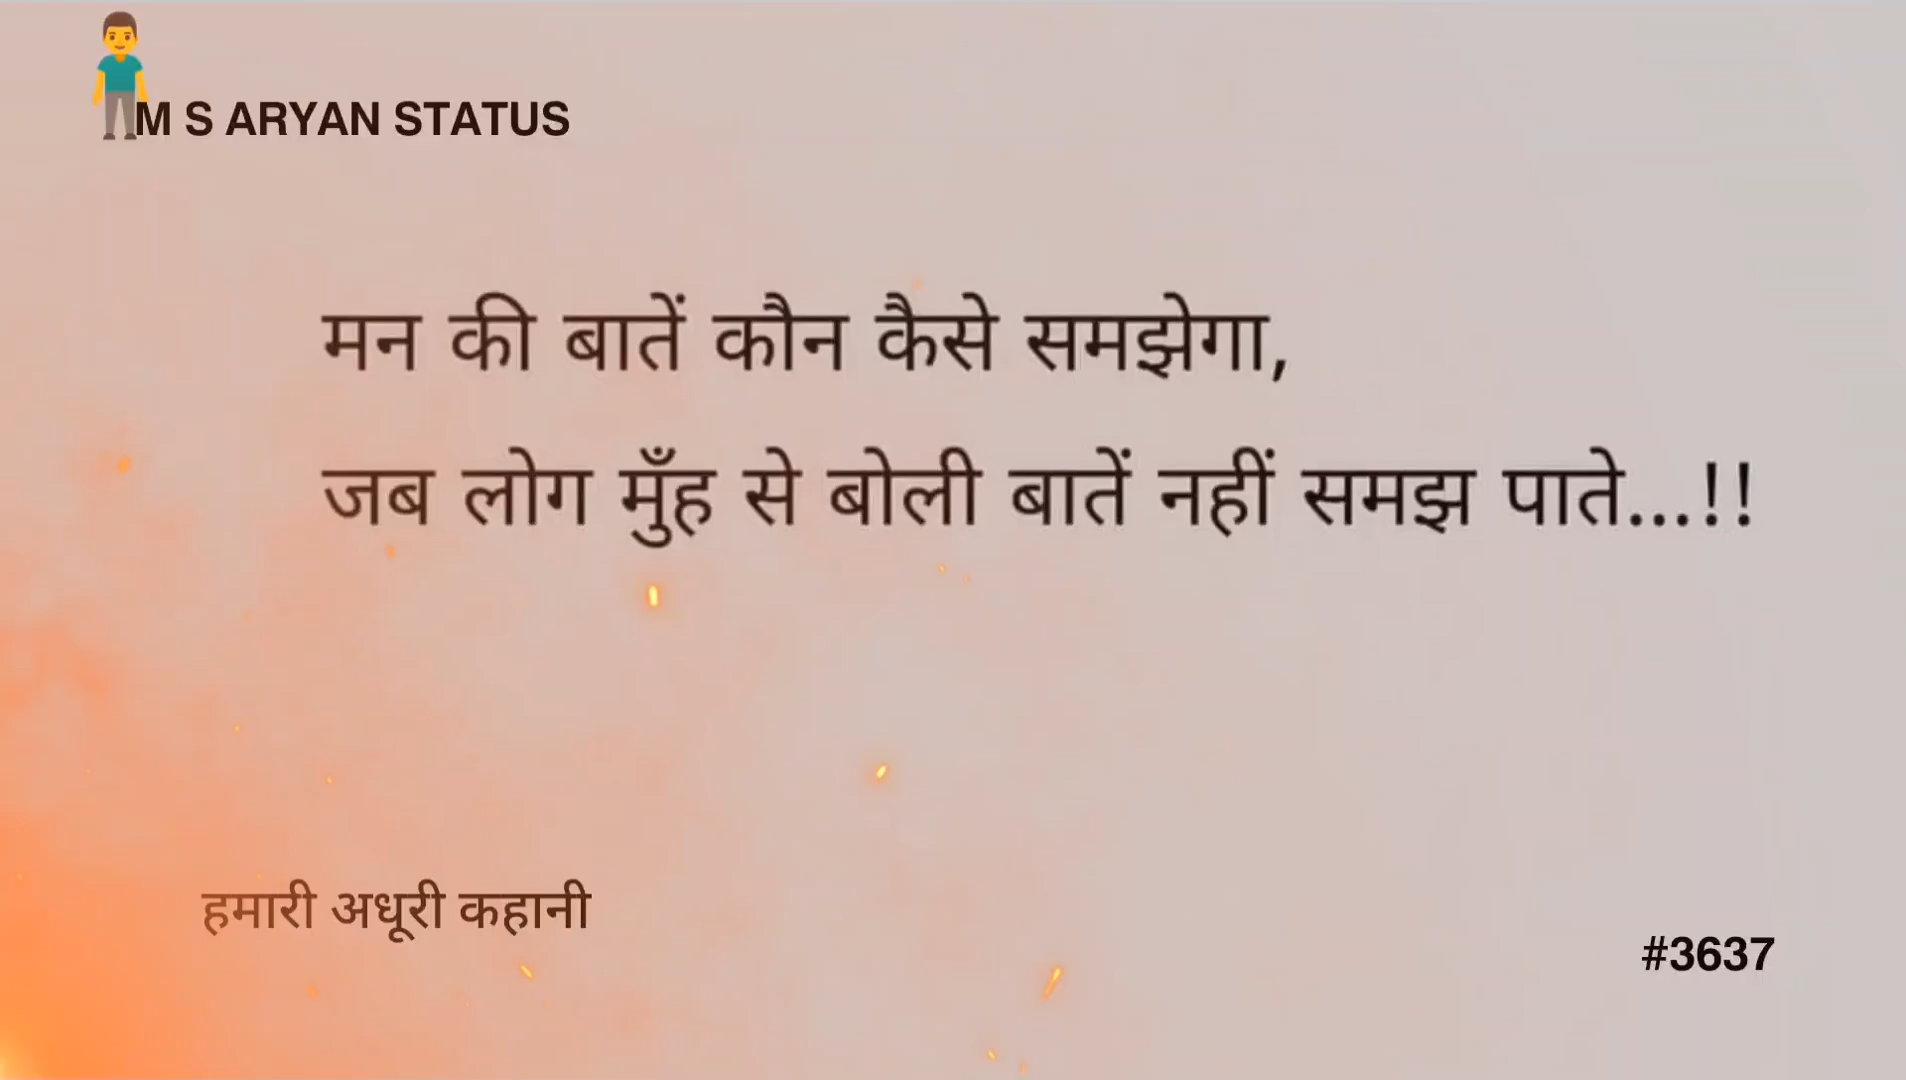 M S ARYAN STATUS
मन की बातें कौन कैसे समझेगा,
जब लोग मुँह से बोली बातें नहीं समझ पाते...!!
हमारी अधूरी कहानी
#3637